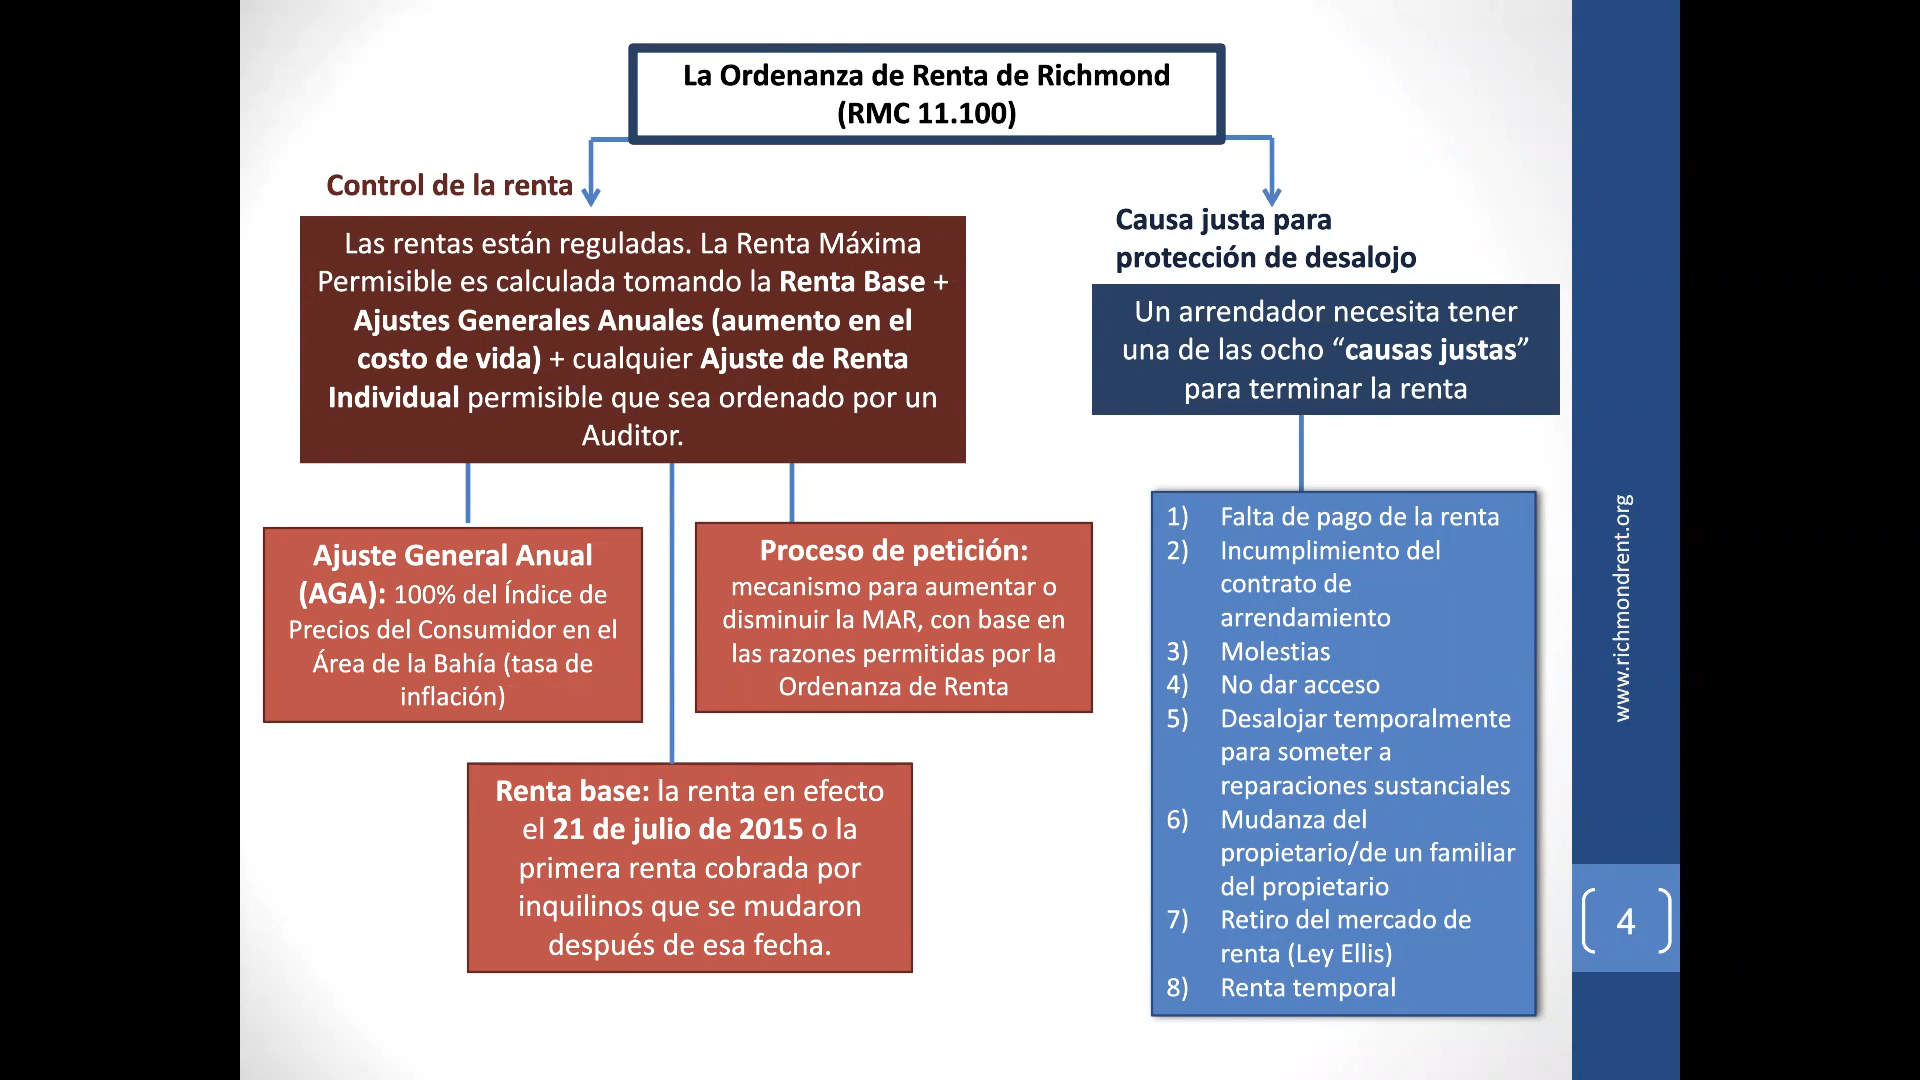 La Ordenanza de Renta de Richmond
(RMC 11.100)
Control de la renta
Las rentas están reguladas. La Renta Máxima
Permisible es calculada tomando la Renta Base +
Ajustes Generales Anuales (aumento en el
costo de vida) + cualquier Ajuste de Renta
Individual permisible que sea ordenado por un
Auditor.
Ajuste General Anual
(AGA): 100% del Índice de
Precios del Consumidor en el
Área de la Bahía (tasa de
inflación)
Proceso de petición:
mecanismo para aumentar o
disminuir la MAR, con base en
las razones permitidas por la
Ordenanza de Renta
Renta base: la renta en efecto
el 21 de julio de 2015 o la
primera renta cobrada por
inquilinos que se mudaron
después de esa fecha.
Causa justa para
protección de desalojo
Un arrendador necesita tener
una de las ocho “causas justas”
para terminar la renta
1) Falta de pago de la renta
2) Incumplimiento del
contrato de
arrendamiento
3) Molestias
4) No dar acceso
5) Desalojar temporalmente
para someter a
reparaciones sustanciales
6) Mudanza del
propietario/de un familiar
del propietario
7) Retiro del mercado de
renta (Ley Ellis)
8) Renta temporal
www.richmondrent.org
4